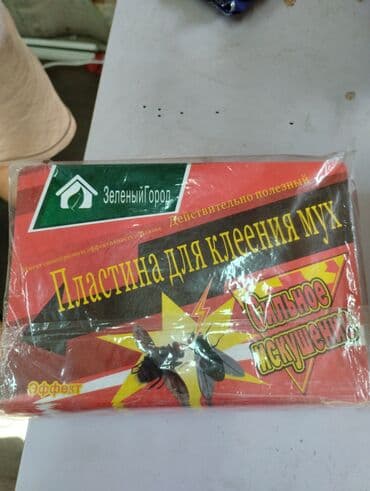 ЗеленыйГород
Действительно полезный
Пластина для клеения мух
Сильное
искушение
Эффект